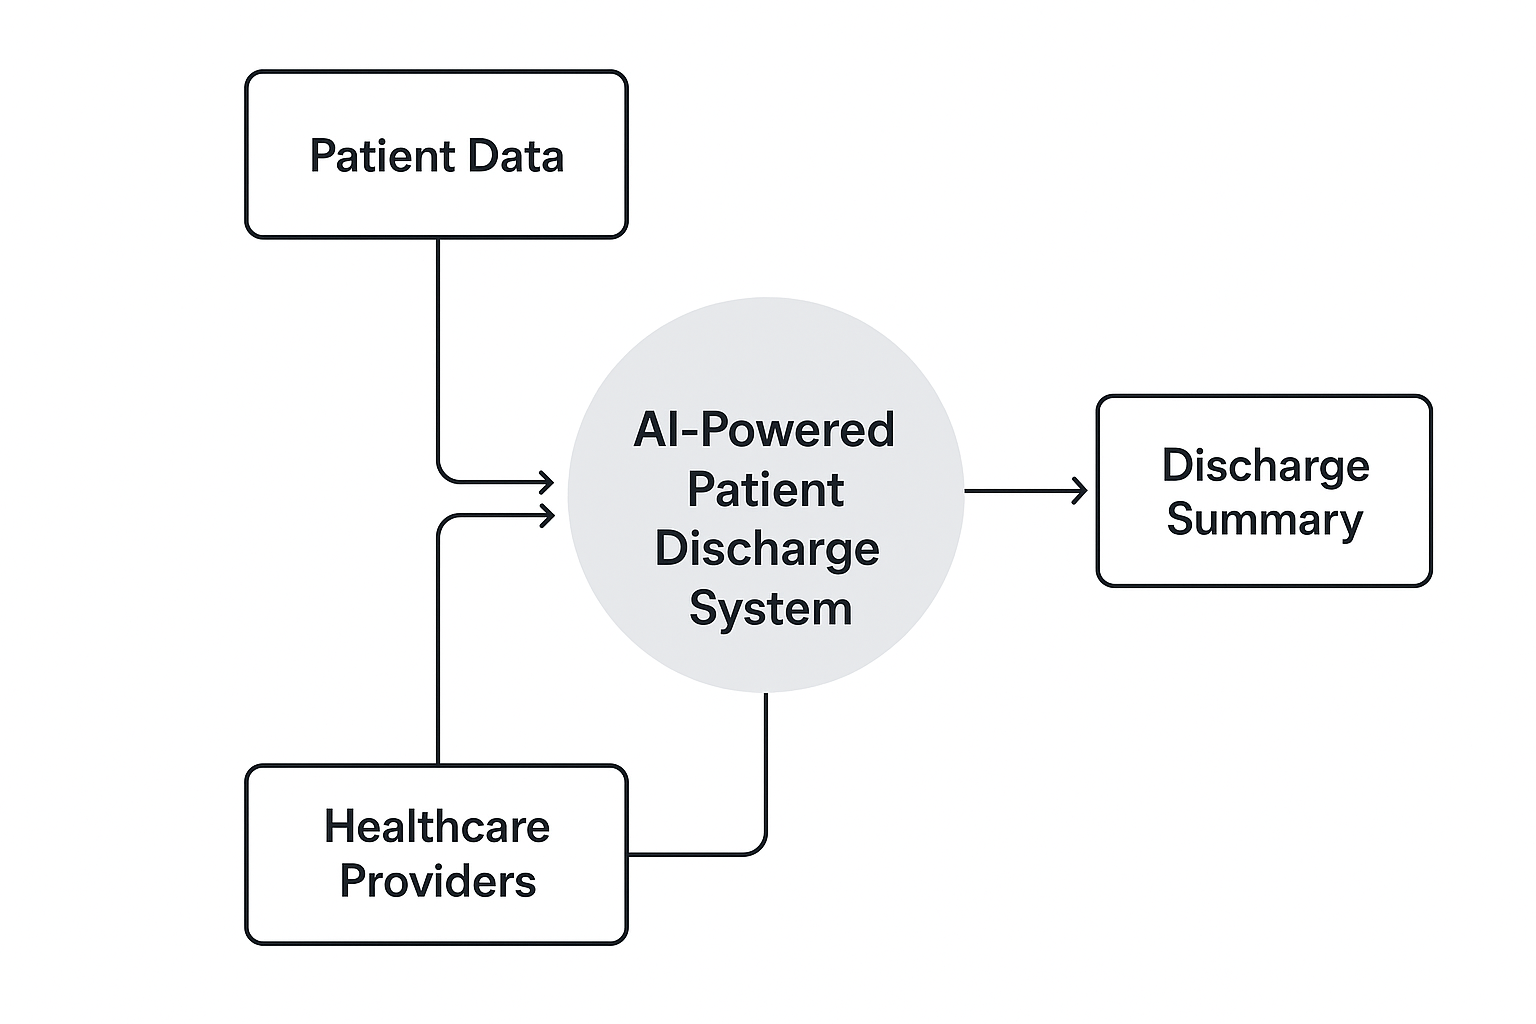 Patient Data
AI-Powered
Patient
Discharge
System
Discharge
Summary
Healthcare
Providers